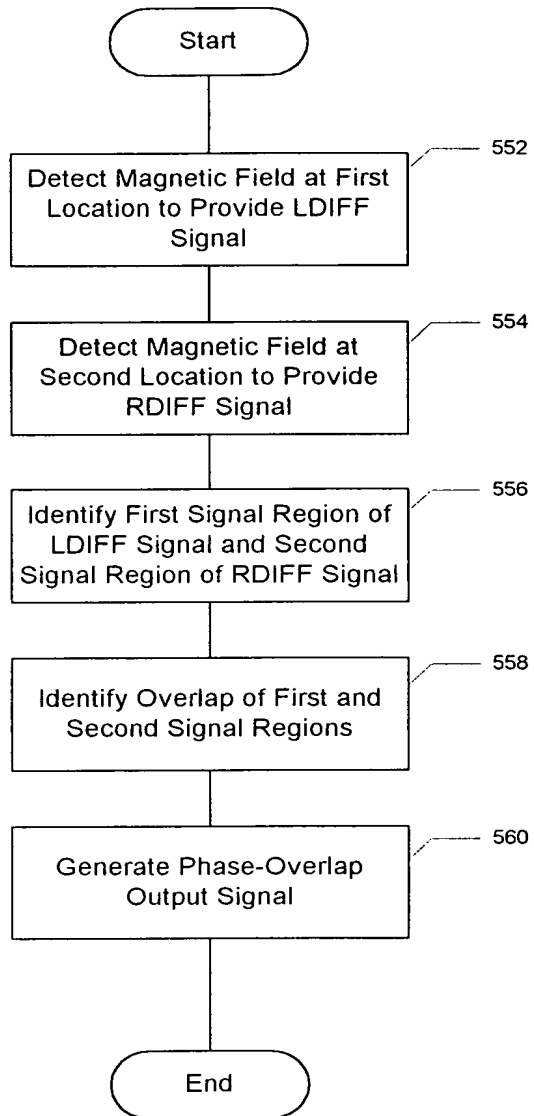 Start
552
Detect Magnetic Field at First
Location to Provide LDIFF
Signal
554
Detect Magnetic Field at
Second Location to Provide
RDIFF Signal
556
Identify First Signal Region of
LDIFF Signal and Second
Signal Region of RDIFF Signal
558
Identify Overlap of First and
Second Signal Regions
560
Generate Phase-Overlap
Output Signal
End